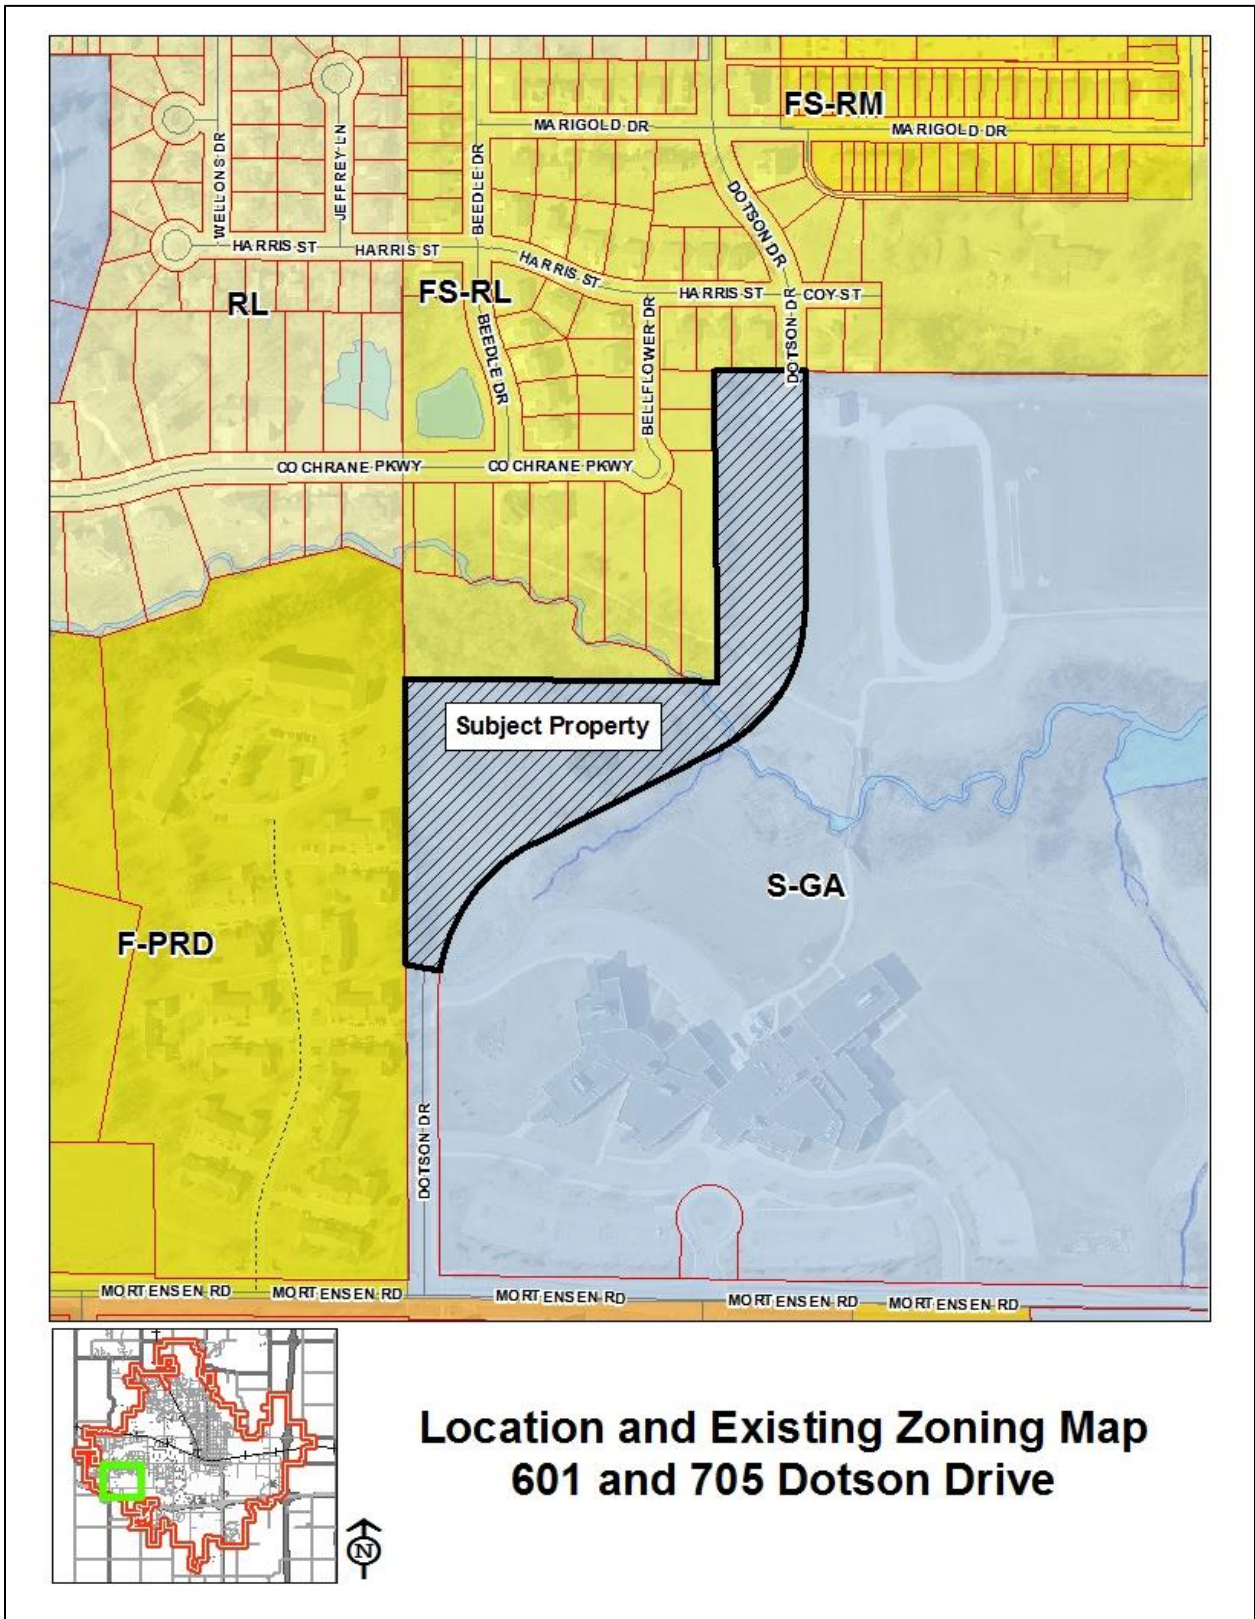 FS-RM
MARIGOLD DR
MARIGOLD DR
WELLONS DR
JEFFREY LN
BEEDLE DR
DOTSON DR
HARRIS ST
HARRIS ST
HARRIS ST
HARRIS ST
COY ST
RL
FS-RL
BEEDLE DR
BELLFLOWER DR
DOTSON DR
COCHRANE PKWY
COCHRANE PKWY
Subject Property
S-GA
F-PRD
DOTSON DR
MORTENSEN RD
MORTENSEN RD
MORTENSEN RD
MORTENSEN RD
MORTENSEN RD
Location and Existing Zoning Map
601 and 705 Dotson Drive
N